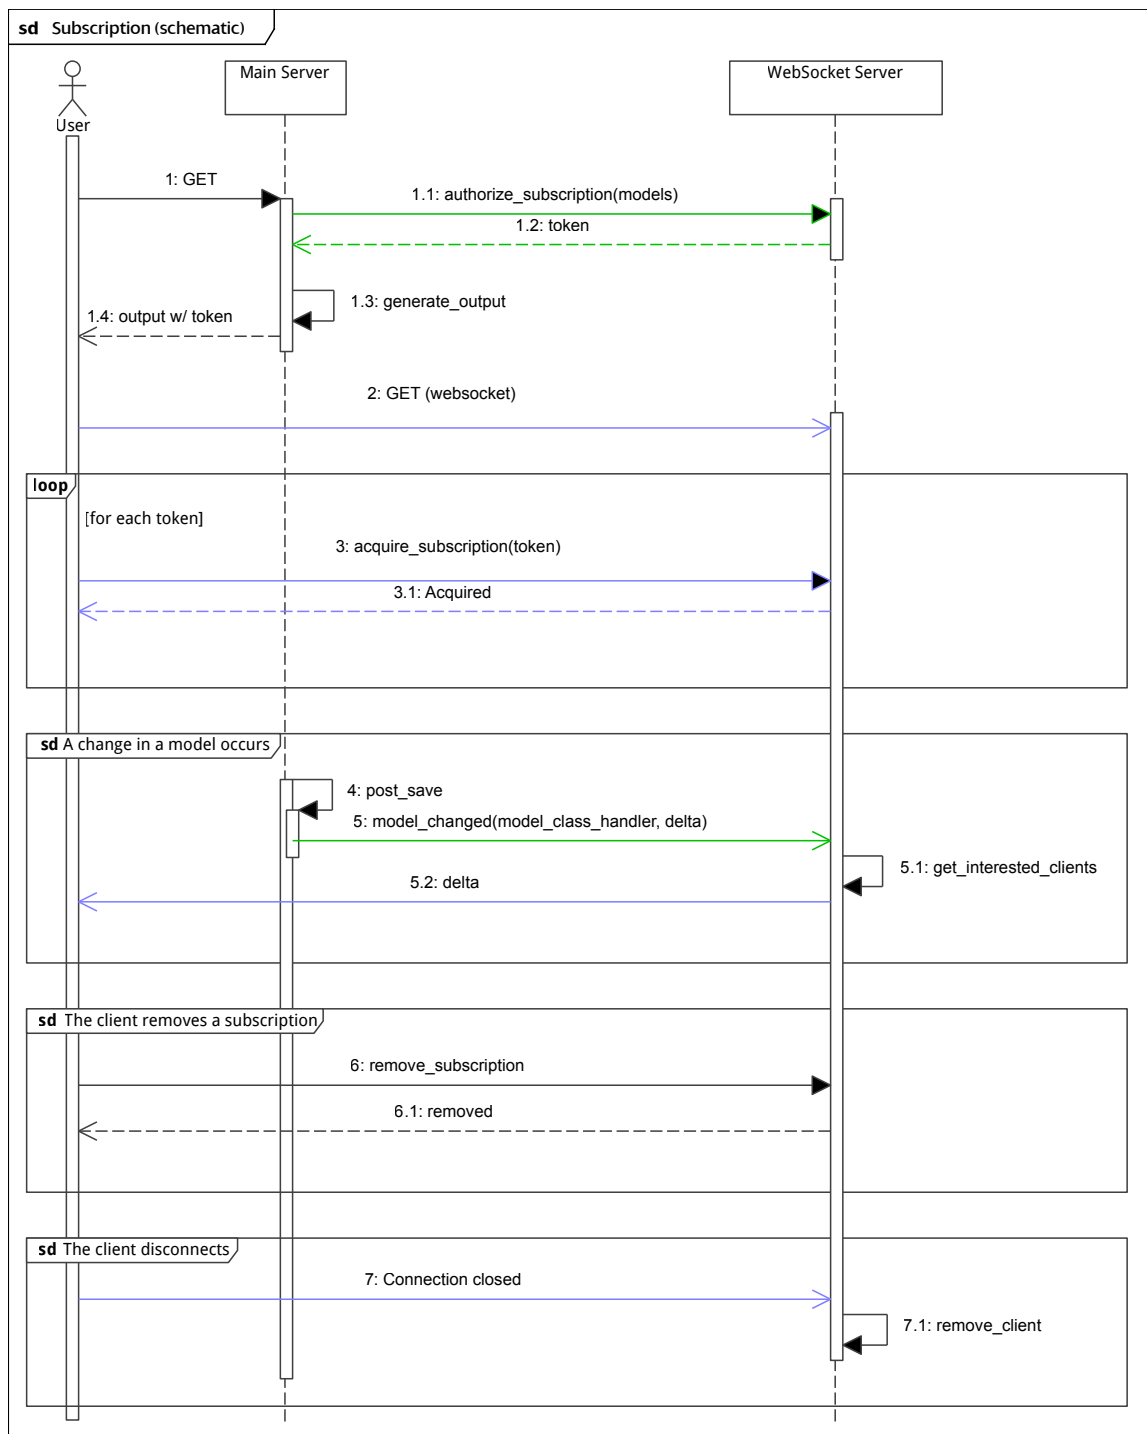 sd Subscription (schematic)
User
Main Server
WebSocket Server
1: GET
1.1: authorize_subscription(models)
1.2: token
1.3: generate_output
1.4: output w/ token
2: GET (websocket)
loop
[for each token]
3: acquire_subscription(token)
3.1: Acquired
sd A change in a model occurs
4: post_save
5: model_changed(model_class_handler, delta)
5.1: get_interested_clients
5.2: delta
sd The client removes a subscription
6: remove_subscription
6.1: removed
sd The client disconnects
7: Connection closed
7.1: remove_client